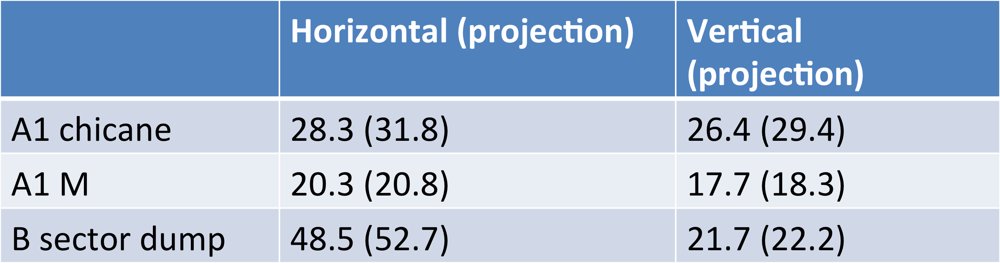 Horizontal (projection) Vertical
(projection)
A1 chicane 28.3 (31.8) 26.4 (29.4)
A1 M 20.3 (20.8) 17.7 (18.3)
B sector dump 48.5 (52.7) 21.7 (22.2)